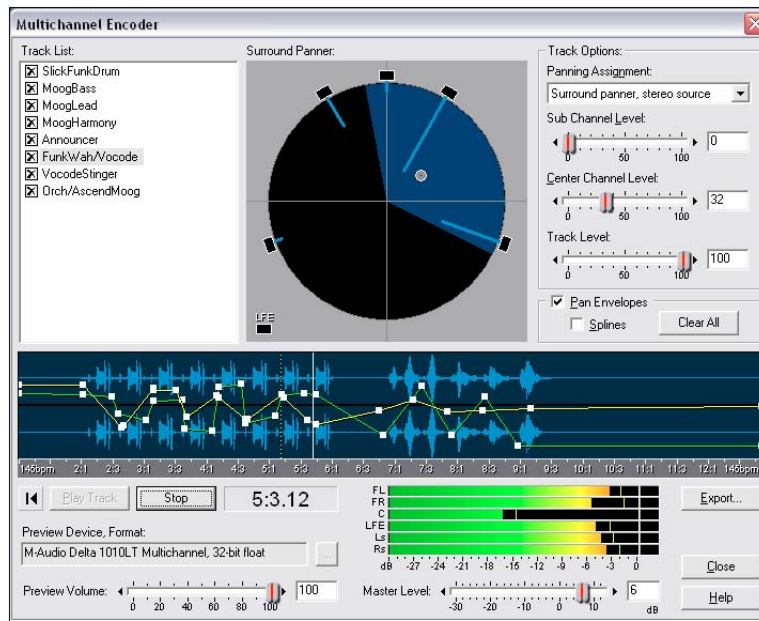 Multichannel Encoder
Track List:
SlickFunkDrum
MoogBass
MoogLead
MoogHarmony
Announcer
FunkWah/Vocode
VocodeStinger
Orch/AscendMoog
Surround Panner:
LFE
Track Options:
Panning Assignment:
Surround panner, stereo source
Sub Channel Level:
0
0 50 100
Center Channel Level:
32
0 50 100
Track Level:
100
0 50 100
Pan Envelopes
Splines
Clear All
145bpm 2:1 2:3 3:1 3:3 4:1 4:3 5:1 5:3 6:1 6:3 7:1 7:3 8:1 8:3 9:1 9:3 10:1 10:3 11:1 11:3 12:1 145bpm
Play Track
Stop
5:3.12
Preview Device, Format:
M-Audio Delta 1010LT Multichannel, 32-bit float
...
Preview Volume:
100
0 20 40 60 80 100
FL
FR
C
LFE
Ls
Rs
dB -27 -24 -21 -18 -15 -12 -9 -6 -3 0
Master Level:
6
-30 -20 -10 0 10
dB
Export...
Close
Help